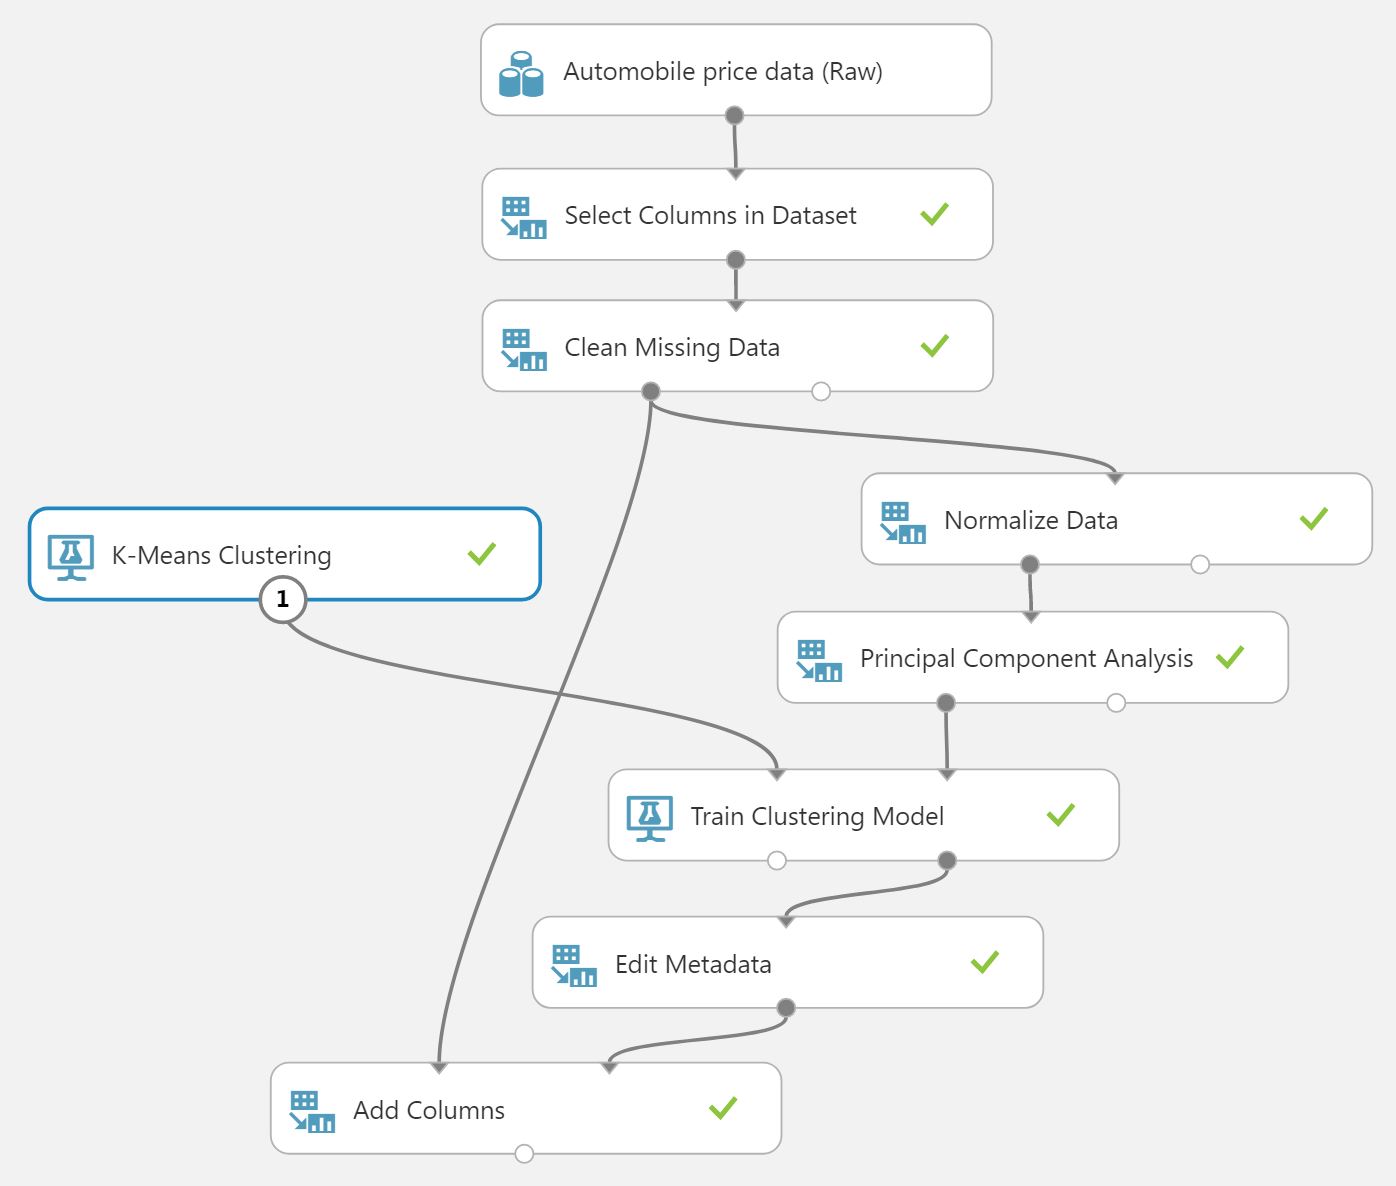 Automobile price data (Raw)
Select Columns in Dataset
Clean Missing Data
Normalize Data
K-Means Clustering
1
Principal Component Analysis
Train Clustering Model
Edit Metadata
Add Columns